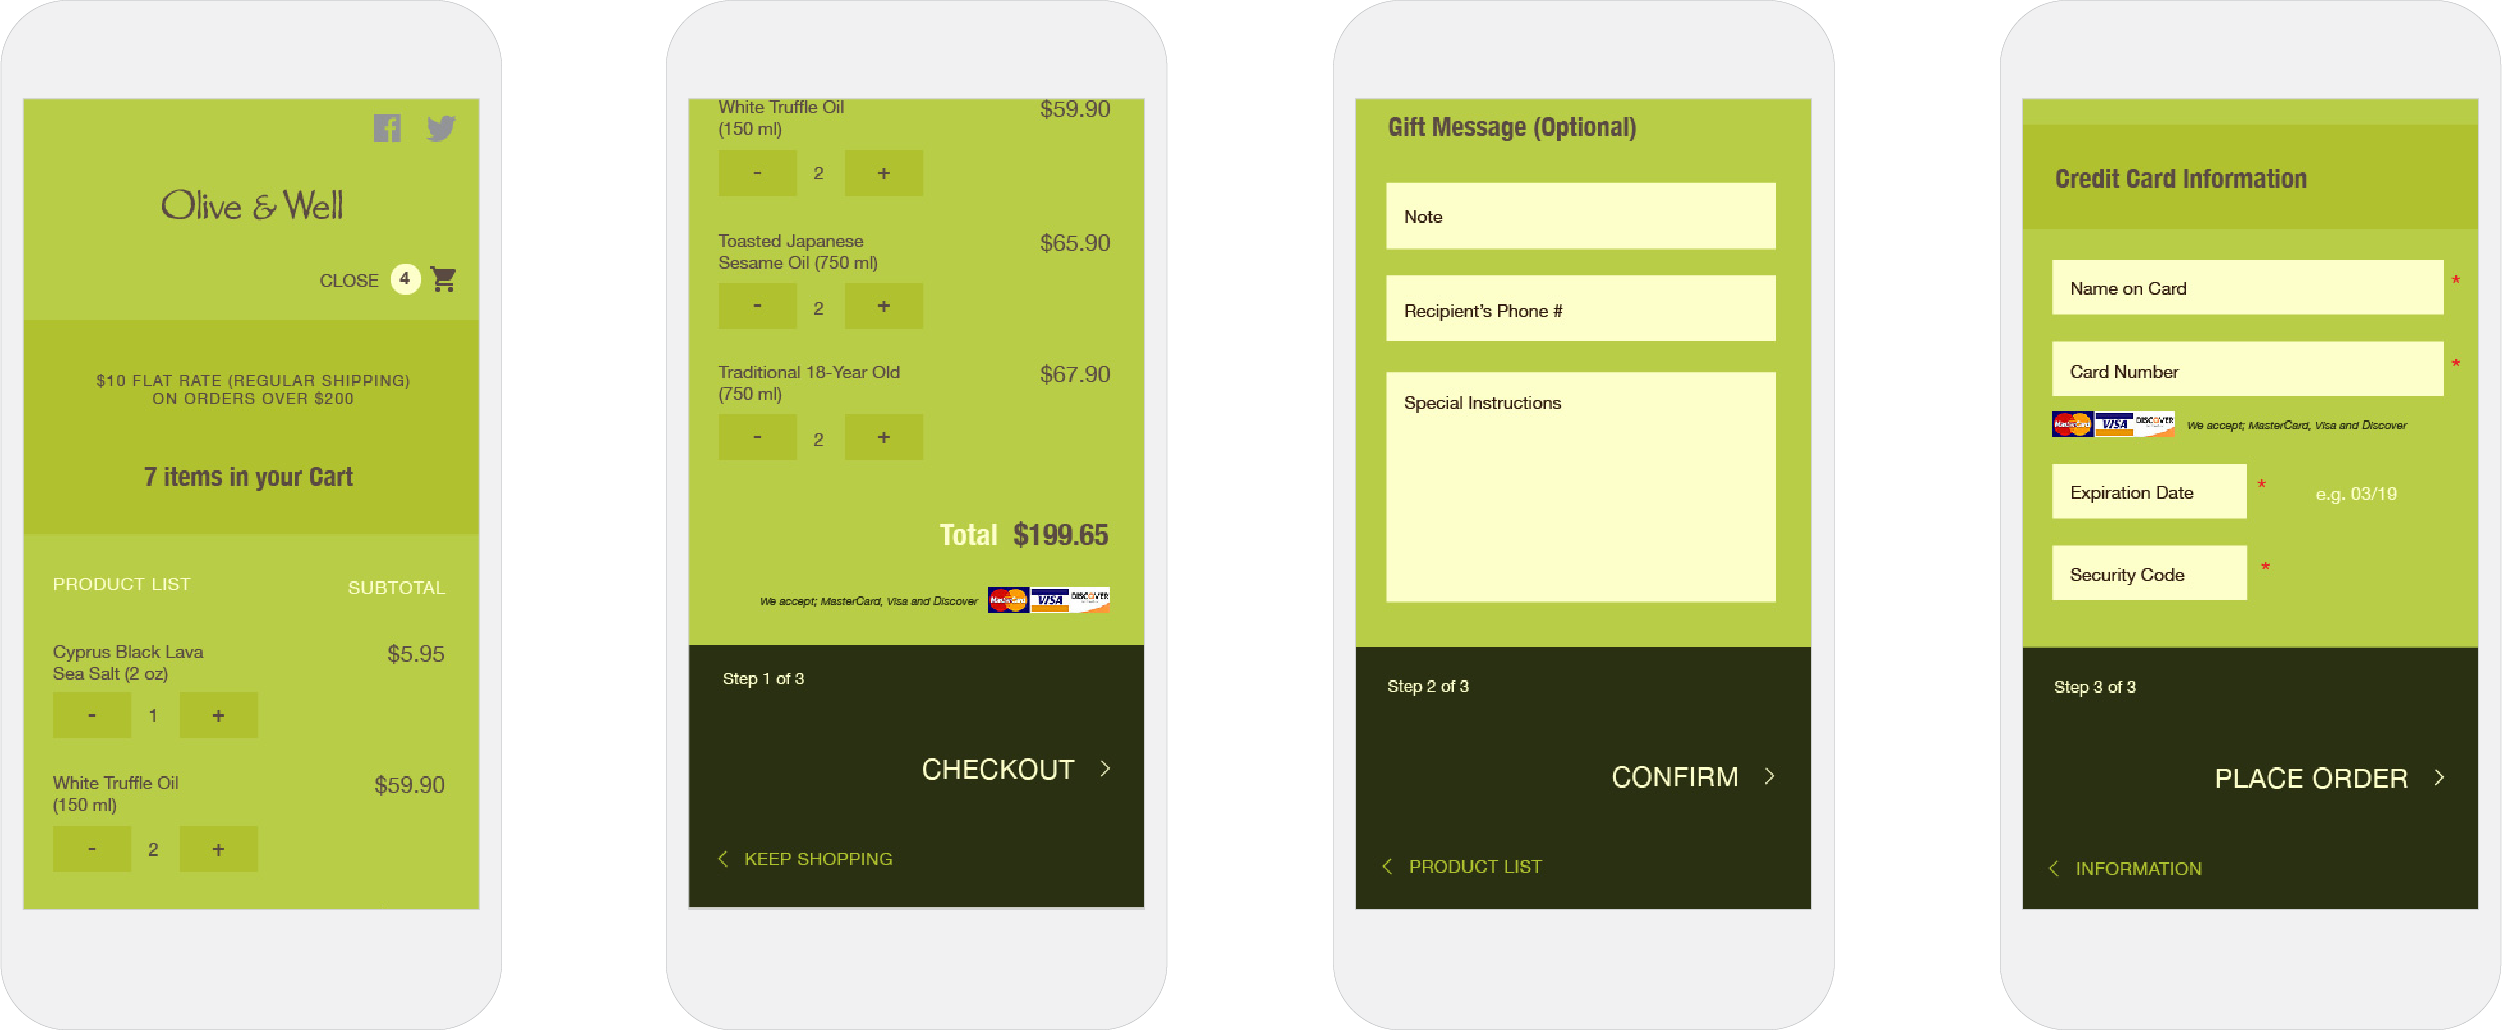 Olive & Well
CLOSE 4
$10 FLAT RATE (REGULAR SHIPPING)
ON ORDERS OVER $200
7 items in your Cart
PRODUCT LIST SUBTOTAL
Cyprus Black Lava $5.95
Sea Salt (2 oz)
- 1 +
White Truffle Oil $59.90
(150 ml)
- 2 +
White Truffle Oil $59.90
(150 ml)
- 2 +
Toasted Japanese $65.90
Sesame Oil (750 ml)
- 2 +
Traditional 18-Year Old $67.90
(750 ml)
- 2 +
Total $199.65
We accept; MasterCard, Visa and Discover MasterCard VISA DISCOVER
Step 1 of 3
CHECKOUT >
< KEEP SHOPPING
Gift Message (Optional)
Note
Recipient’s Phone #
Special Instructions
Step 2 of 3
CONFIRM >
< PRODUCT LIST
Credit Card Information
Name on Card *
Card Number *
MasterCard VISA DISCOVER We accept; MasterCard, Visa and Discover
Expiration Date * e.g. 03/19
Security Code *
Step 3 of 3
PLACE ORDER >
< INFORMATION